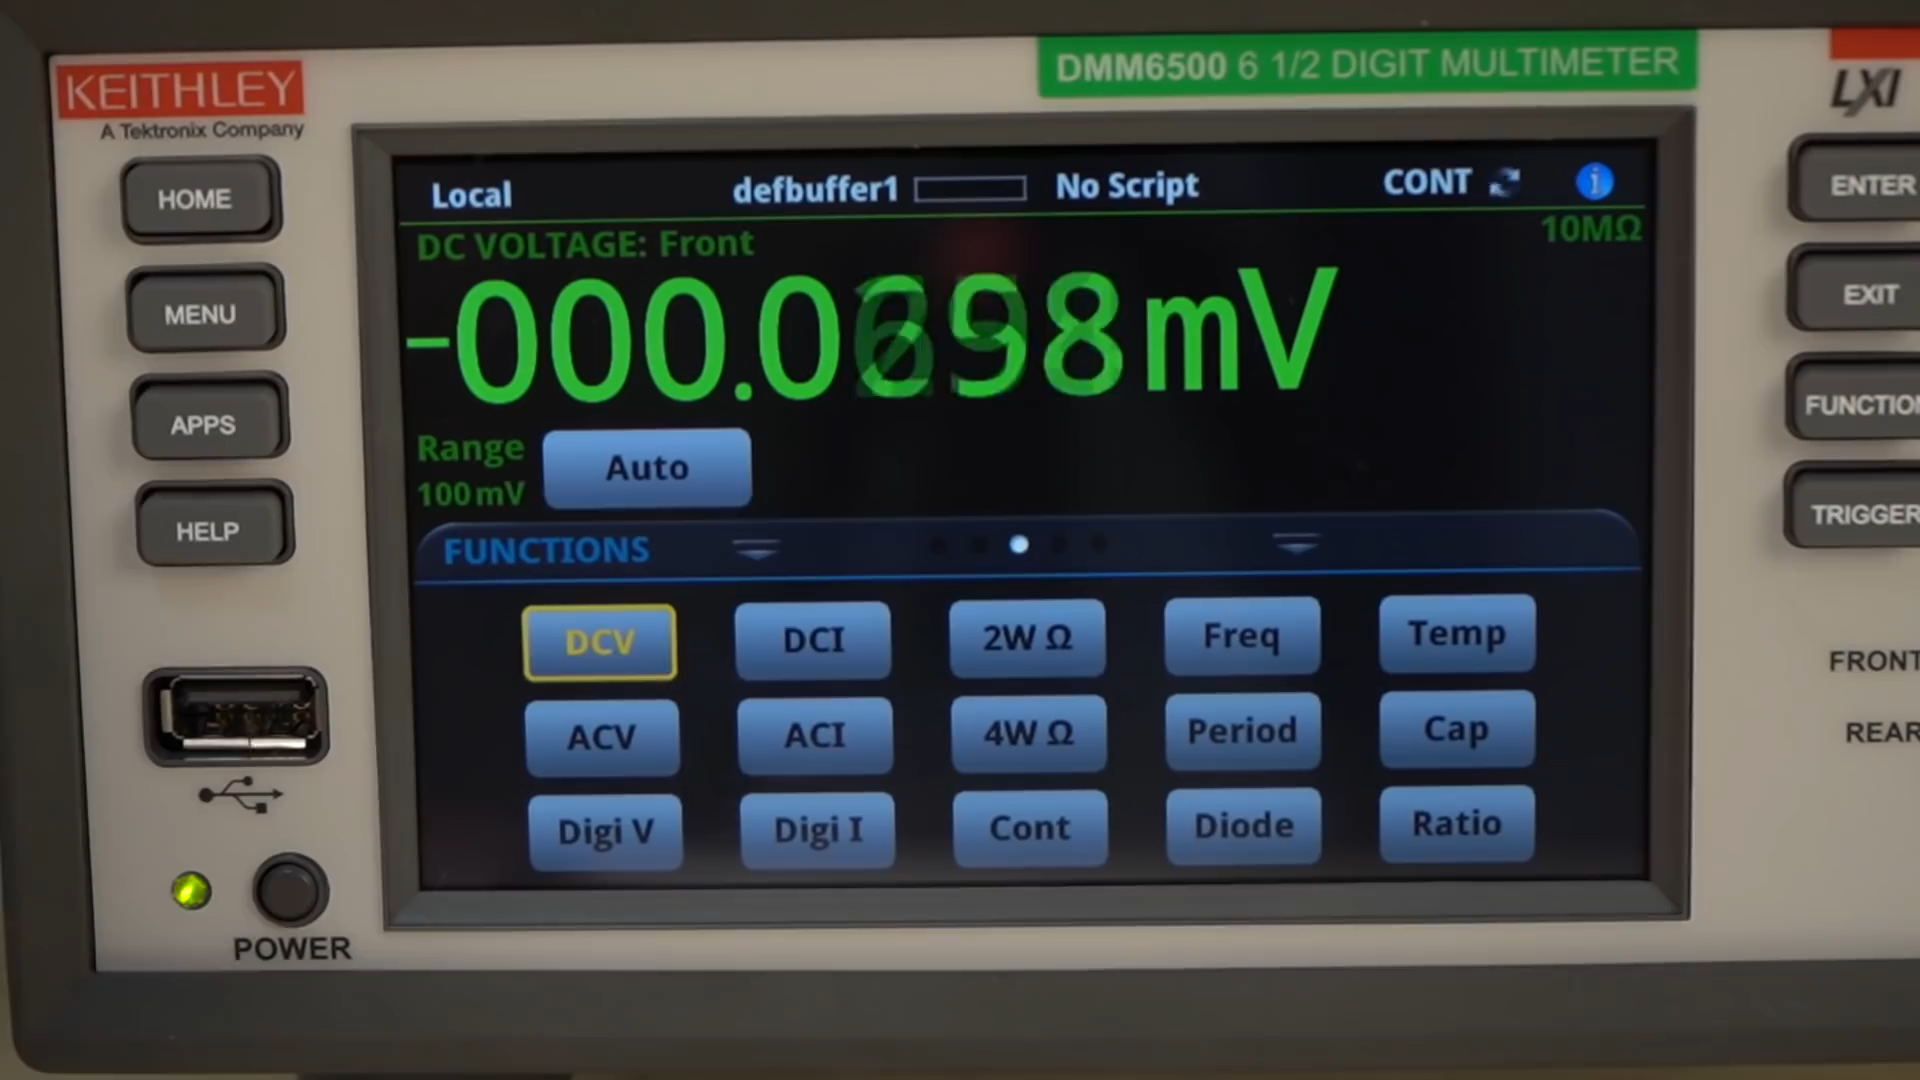 KEITHLEY
A Tektronix Company
DMM6500 6 1/2 DIGIT MULTIMETER
LXI
HOME
MENU
APPS
HELP
POWER
Local defbuffer1 No Script CONT i
DC VOLTAGE: Front 10MΩ
Range
100mV
Auto
FUNCTIONS
DCV DCI 2W Ω Freq Temp
ACV ACI 4W Ω Period Cap
Digi V Digi I Cont Diode Ratio
ENTER
EXIT
FUNCTION
TRIGGER
FRONT
REAR